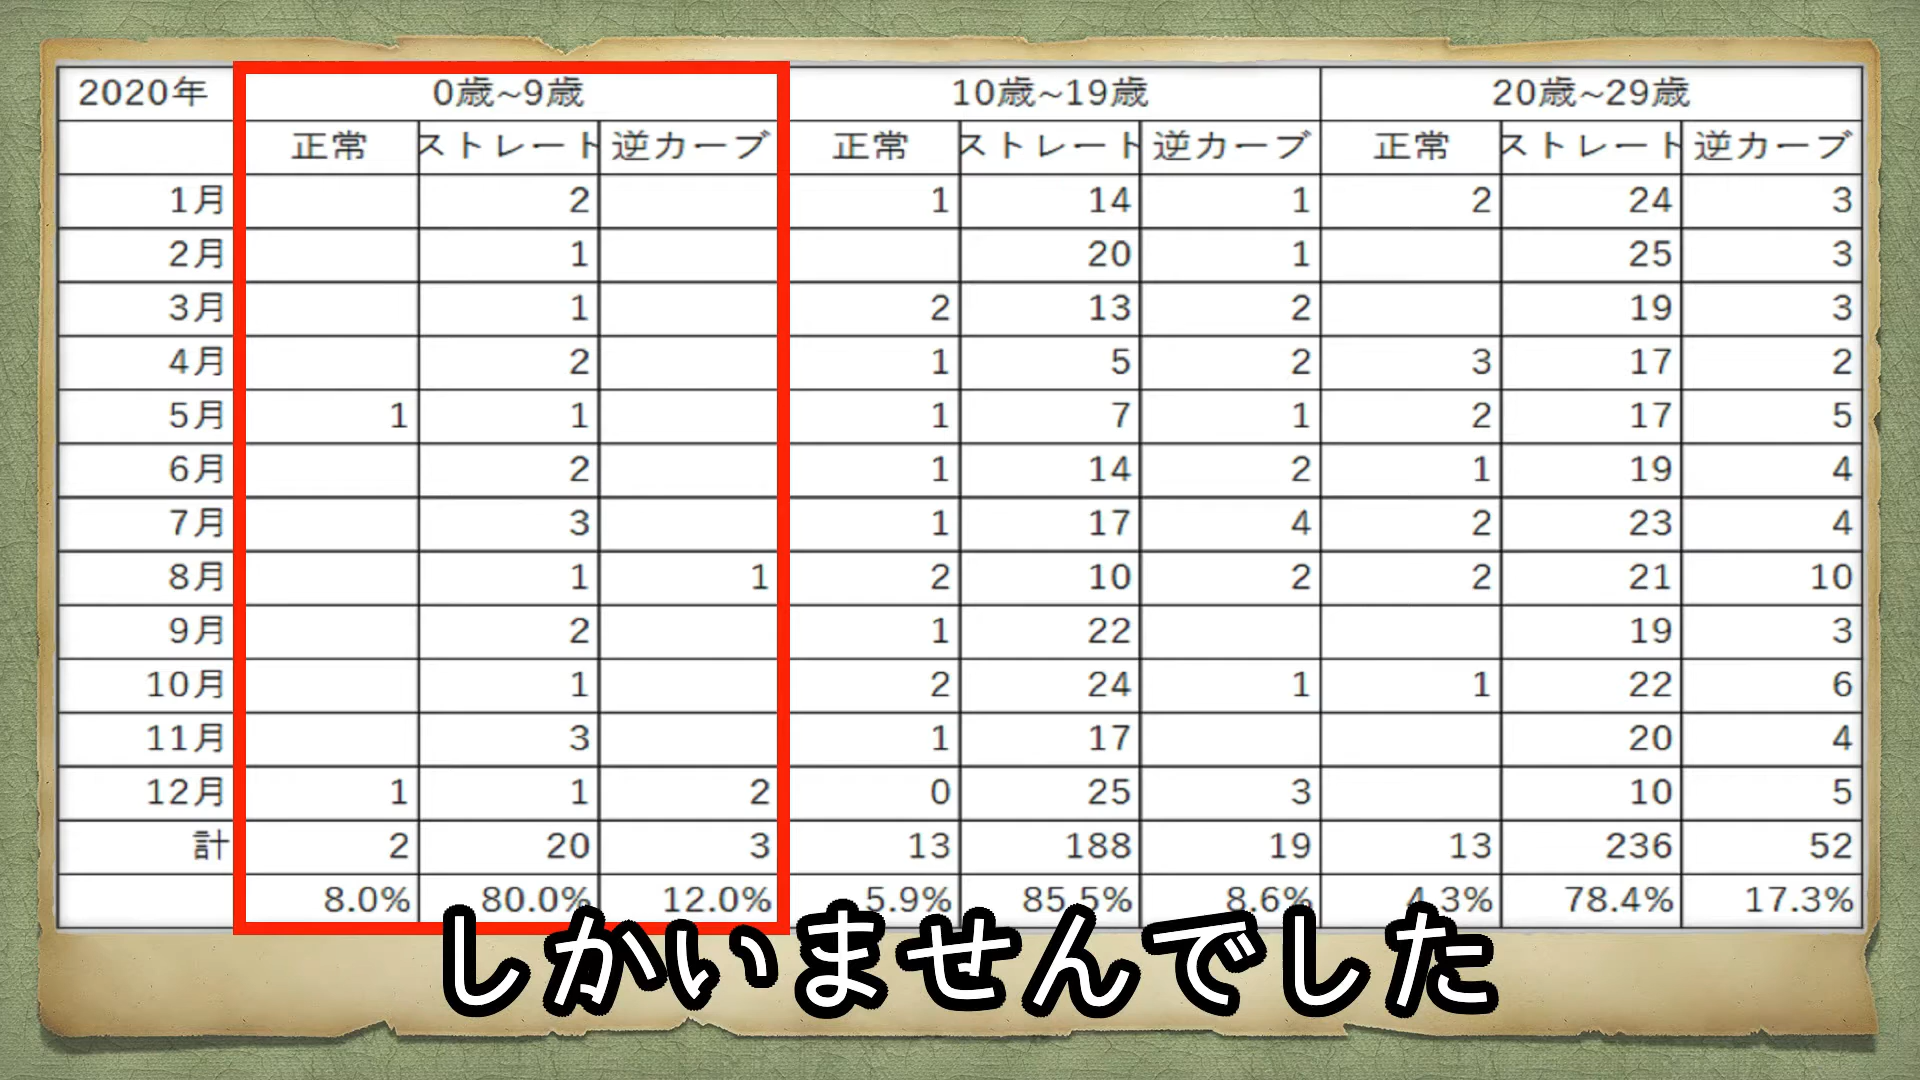 2020年 0歳~9歳 10歳~19歳 20歳~29歳
正常 ストレート 逆カーブ 正常 ストレート 逆カーブ 正常 ストレート 逆カーブ
1月 2 1 14 1 2 24 3
2月 1 20 1 25 3
3月 1 2 13 2 19 3
4月 2 1 5 2 3 17 2
5月 1 1 1 7 1 2 17 5
6月 2 1 14 2 1 19 4
7月 3 1 17 4 2 23 4
8月 1 1 2 10 2 2 21 10
9月 2 1 22 19 3
10月 1 2 24 1 1 22 6
11月 3 1 17 20 4
12月 1 1 2 0 25 3 10 5
計 2 20 3 13 188 19 13 236 52
8.0% 80.0% 12.0% 5.9% 85.5% 8.6% 4.3% 78.4% 17.3%
しかいませんでした